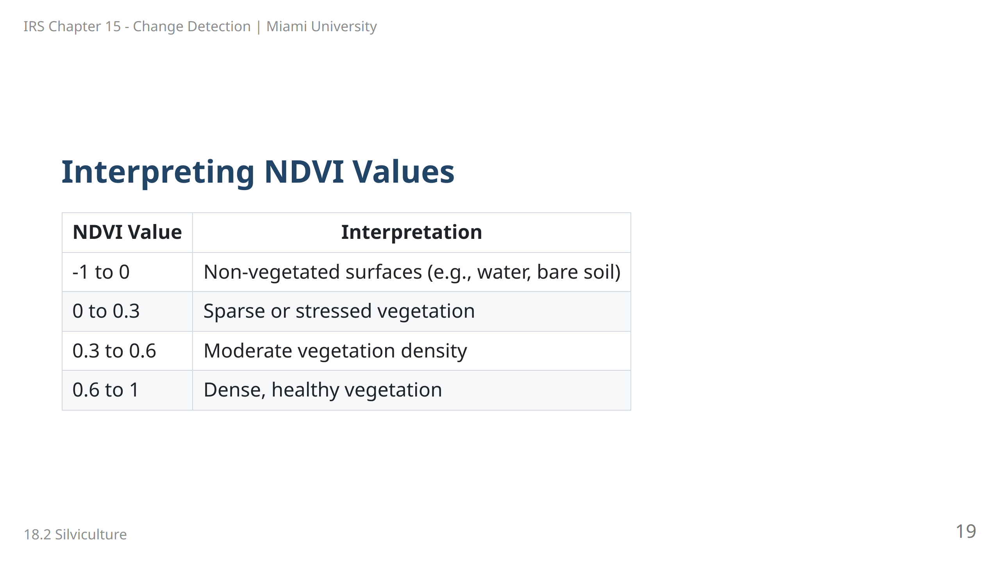 IRS Chapter 15 - Change Detection | Miami University
Interpreting NDVI Values
NDVI Value Interpretation
-1 to 0 Non-vegetated surfaces (e.g., water, bare soil)
0 to 0.3 Sparse or stressed vegetation
0.3 to 0.6 Moderate vegetation density
0.6 to 1 Dense, healthy vegetation
18.2 Silviculture
19